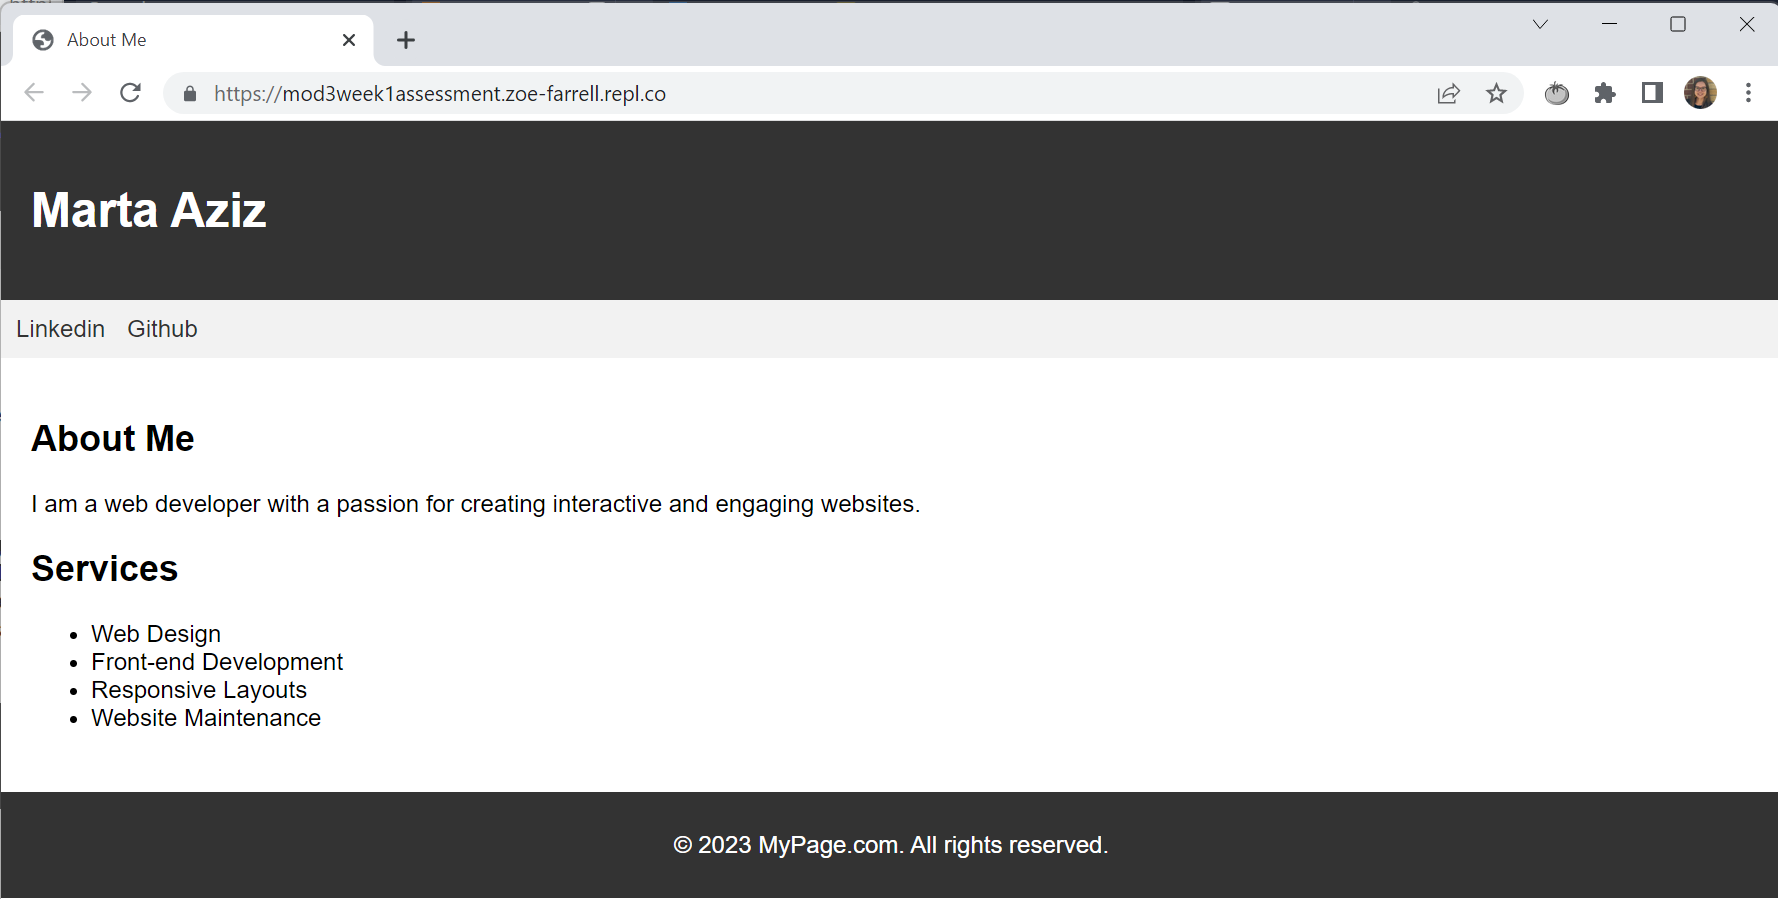 About Me
https://mod3week1assessment.zoe-farrell.repl.co
Marta Aziz
Linkedin Github
About Me
I am a web developer with a passion for creating interactive and engaging websites.
Services
• Web Design
• Front-end Development
• Responsive Layouts
• Website Maintenance
© 2023 MyPage.com. All rights reserved.